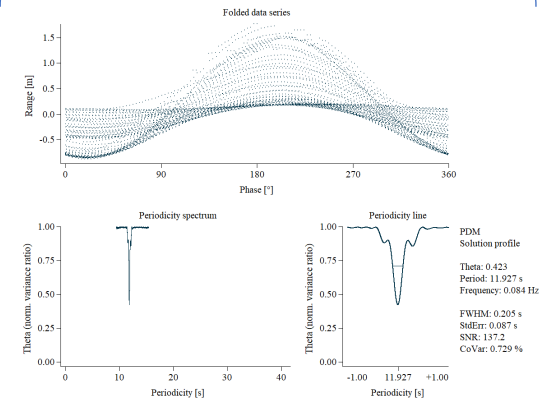 Folded data series
Range [m]
1.5
1.0
0.5
0.0
-0.5
0 90 180 270 360
Phase [°]
Periodicity spectrum
Theta (norm. variance ratio)
1.00
0.75
0.50
0.25
0.00
0 10 20 30 40
Periodicity [s]
Periodicity line
Theta (norm. variance ratio)
1.00
0.75
0.50
0.25
0.00
-1.00 11.927 +1.00
Periodicity [s]
PDM
Solution profile
Theta: 0.423
Period: 11.927 s
Frequency: 0.084 Hz
FWHM: 0.205 s
StdErr: 0.087 s
SNR: 137.2
CoVar: 0.729 %